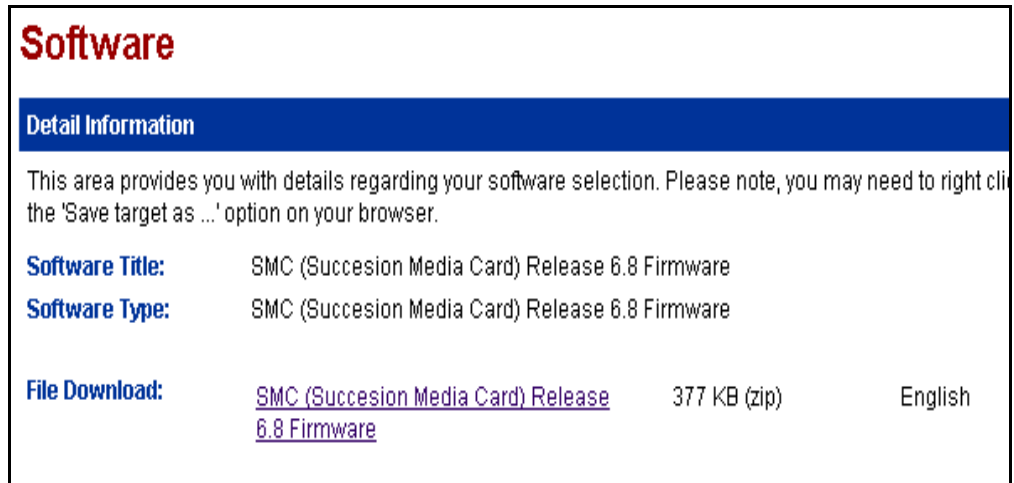 Software
Detail Information
This area provides you with details regarding your software selection. Please note, you may need to right
the 'Save target as ...' option on your browser.
Software Title: SMC (Succesion Media Card) Release 6.8 Firmware
Software Type: SMC (Succesion Media Card) Release 6.8 Firmware
File Download: SMC (Succesion Media Card) Release 377 KB (zip) English
6.8 Firmware